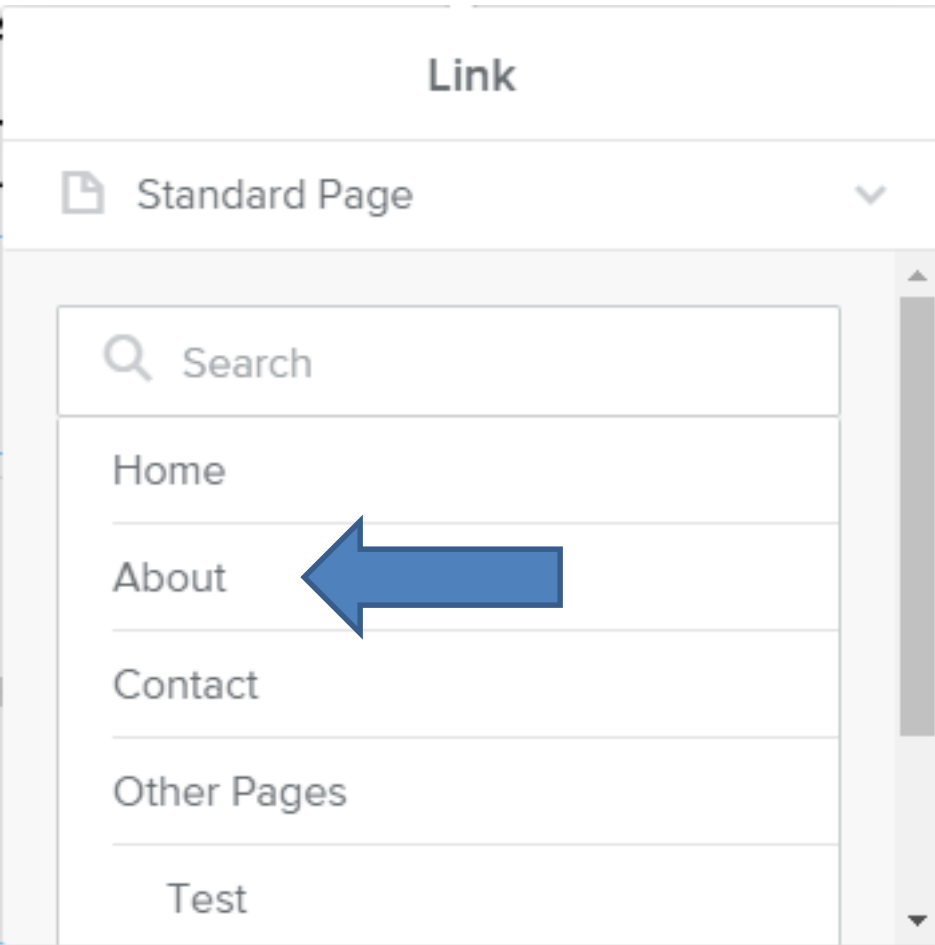 Link
Standard Page
Search
Home
About
Contact
Other Pages
Test